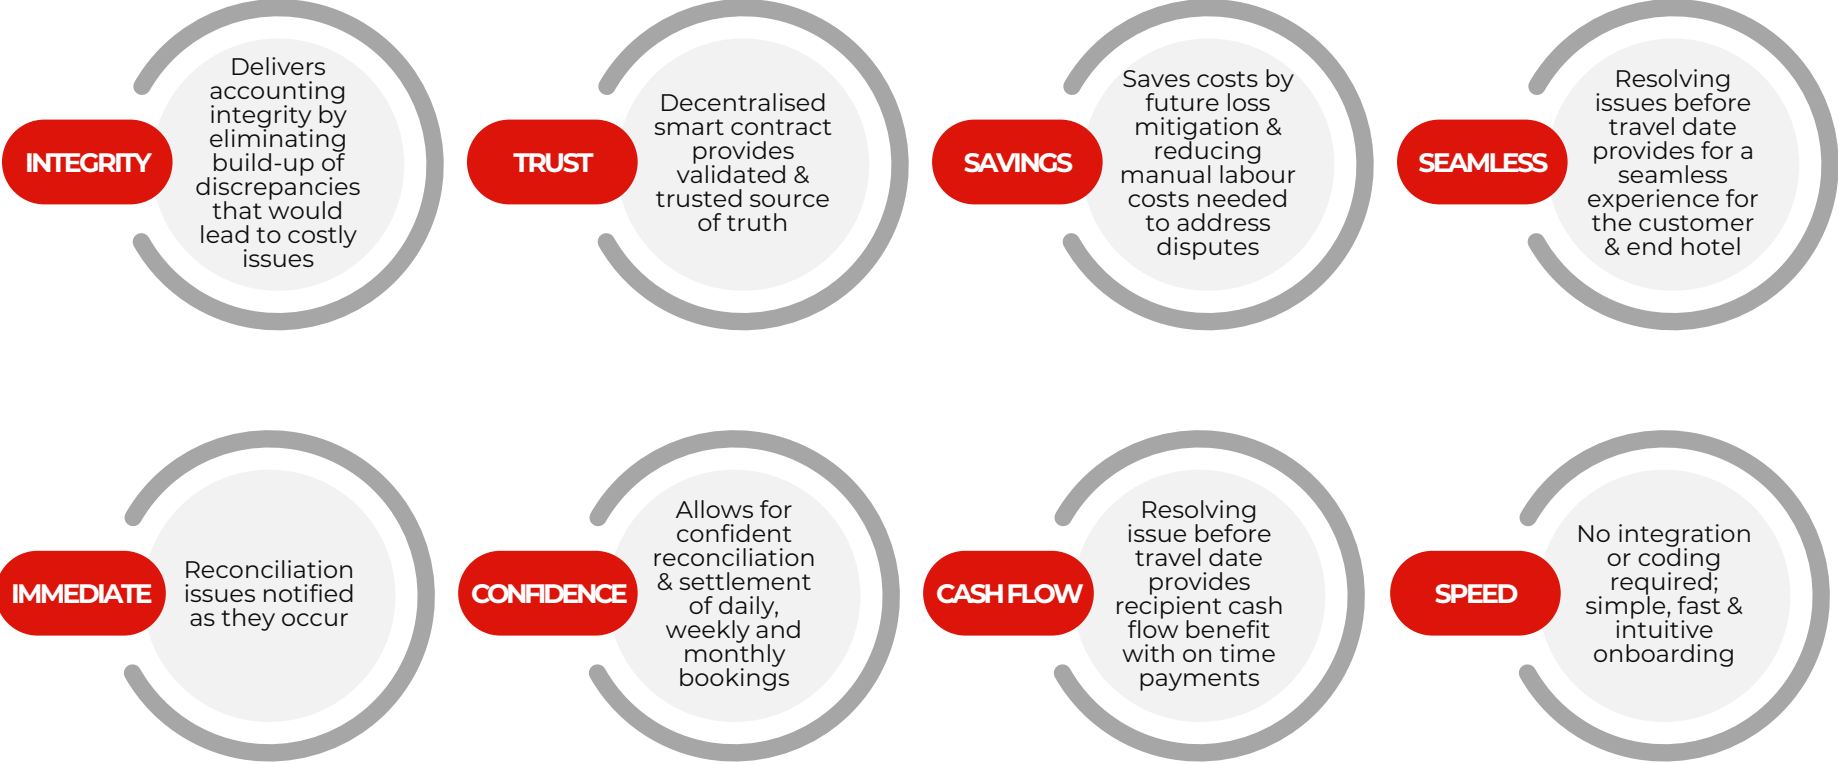 INTEGRITY
Delivers
accounting
integrity by
eliminating
build-up of
discrepancies
that would
lead to costly
issues
TRUST
Decentralised
smart contract
provides
validated &
trusted source
of truth
SAVINGS
Saves costs by
future loss
mitigation &
reducing
manual labour
costs needed
to address
disputes
SEAMLESS
Resolving
issues before
travel date
provides for a
seamless
experience for
the customer
& end hotel
IMMEDIATE
Reconciliation
issues notified
as they occur
CONFIDENCE
Allows for
confident
reconciliation
& settlement
of daily,
weekly and
monthly
bookings
CASH FLOW
Resolving
issue before
travel date
provides
recipient cash
flow benefit
with on time
payments
SPEED
No integration
or coding
required;
simple, fast &
intuitive
onboarding